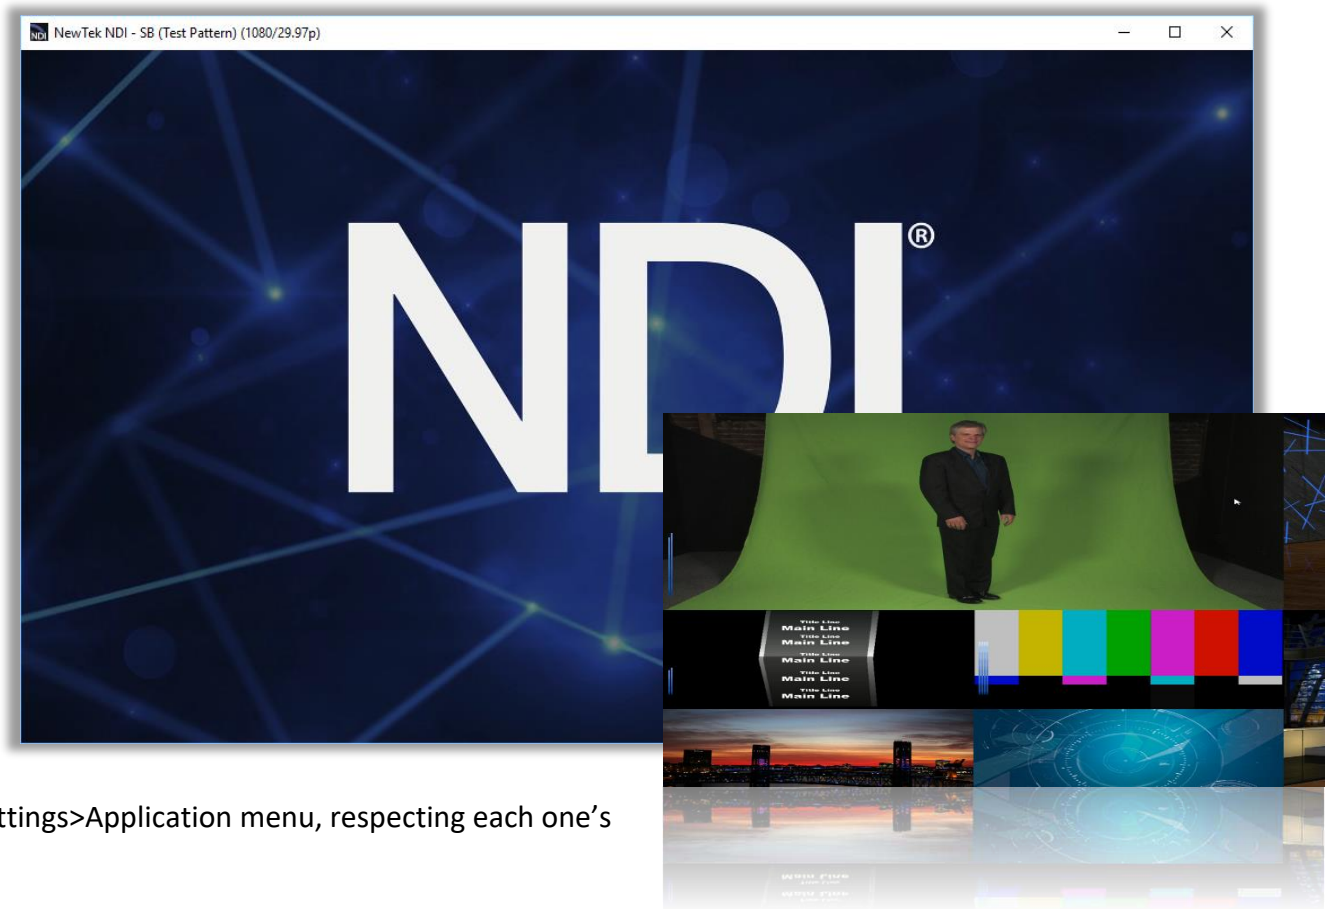 NDI NewTek NDI - SB (Test Pattern) (1080/29.97p)
NDI®
Title Line
Main Line
Title Line
Main Line
Title Line
Main Line
Title Line
Main Line
Title Line
Main Line
ttings>Application menu, respecting each one’s